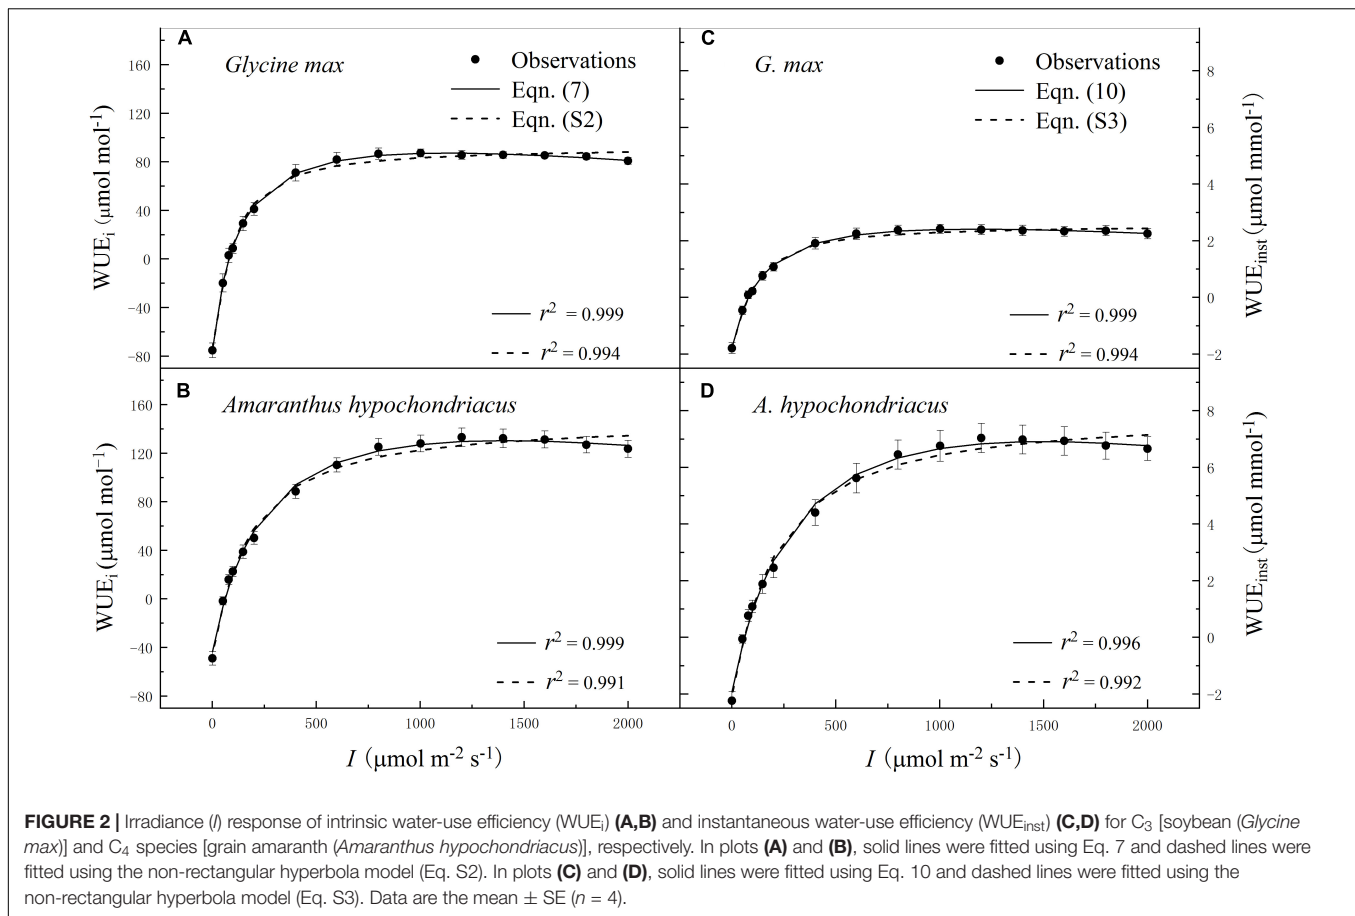 A
Glycine max
Observations
Eqn. (7)
Eqn. (S2)
r² = 0.999
r² = 0.994
WUEi (μmol mol⁻¹)
160
120
80
40
0
−40
−80
C
G. max
Observations
Eqn. (10)
Eqn. (S3)
r² = 0.999
r² = 0.994
WUEinst (μmol mmol⁻¹)
8
6
4
2
0
−2
B
Amaranthus hypochondriacus
r² = 0.999
r² = 0.991
WUEi (μmol mol⁻¹)
160
120
80
40
0
−40
−80
0 500 1000 1500 2000
I (μmol m⁻² s⁻¹)
D
A. hypochondriacus
r² = 0.996
r² = 0.992
WUEinst (μmol mmol⁻¹)
8
6
4
2
0
−2
0 500 1000 1500 2000
I (μmol m⁻² s⁻¹)
FIGURE 2 | Irradiance (I) response of intrinsic water-use efficiency (WUEi) (A,B) and instantaneous water-use efficiency (WUEinst) (C,D) for C3 [soybean (Glycine
max)] and C4 species [grain amaranth (Amaranthus hypochondriacus)], respectively. In plots (A) and (B), solid lines were fitted using Eq. 7 and dashed lines were
fitted using the non-rectangular hyperbola model (Eq. S2). In plots (C) and (D), solid lines were fitted using Eq. 10 and dashed lines were fitted using the
non-rectangular hyperbola model (Eq. S3). Data are the mean ± SE (n = 4).